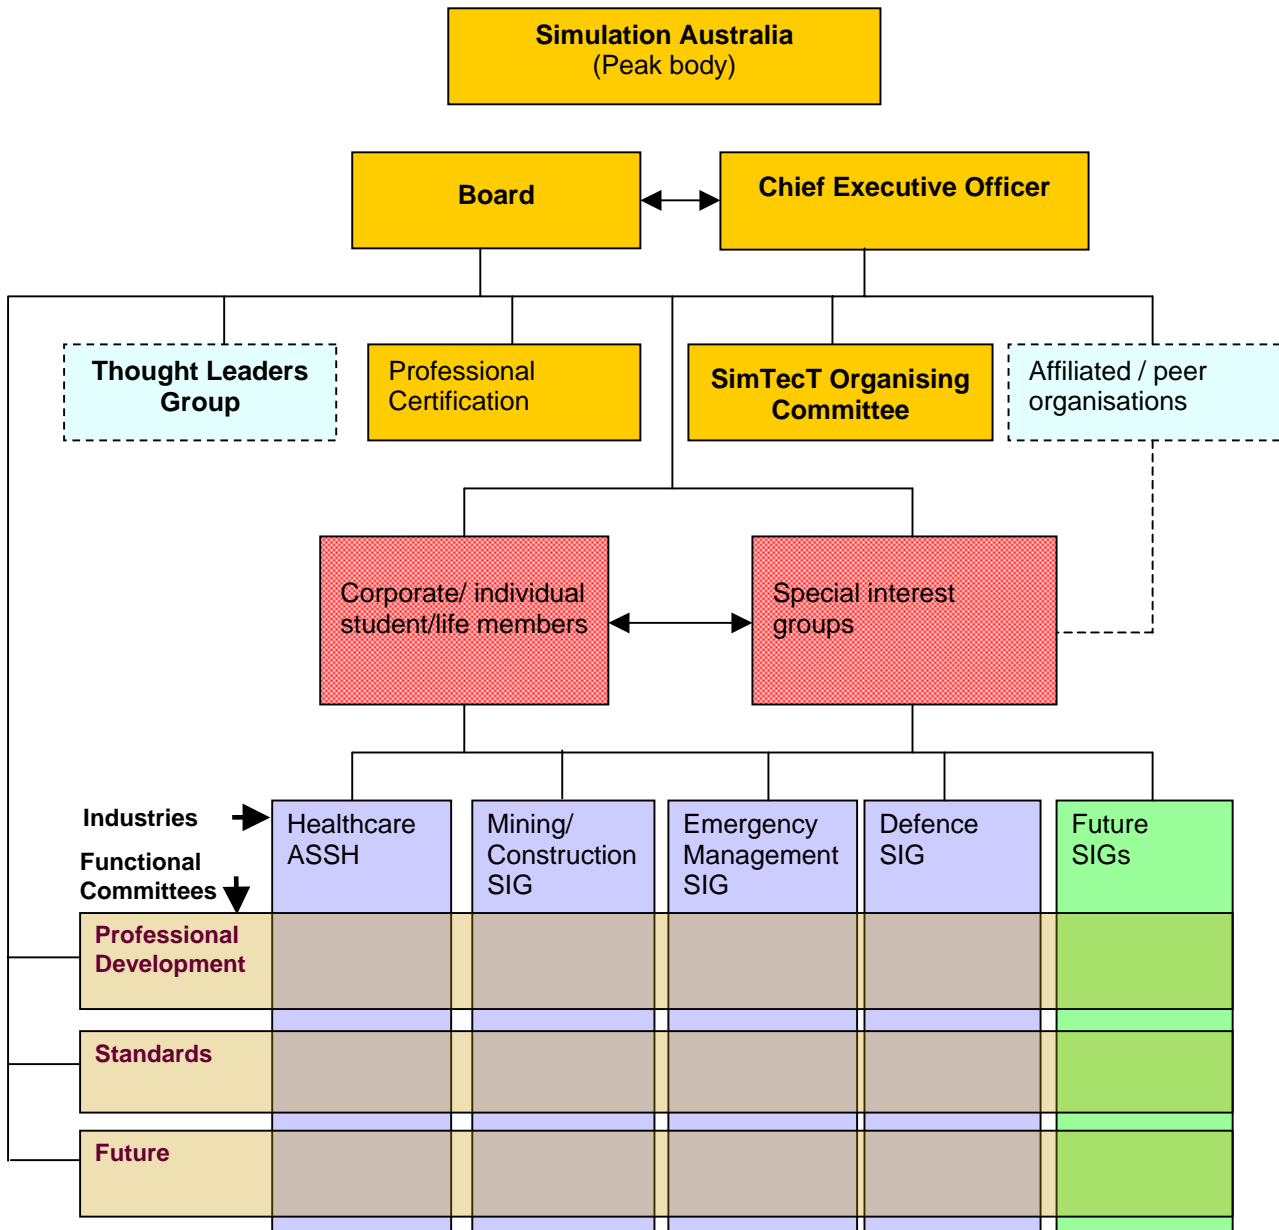 Simulation Australia
(Peak body)
Board
Chief Executive Officer
Thought Leaders
Group
Professional
Certification
SimTecT Organising
Committee
Affiliated / peer
organisations
Corporate/ individual
student/life members
Special interest
groups
Industries
Healthcare
ASSH
Mining/
Construction
SIG
Emergency
Management
SIG
Defence
SIG
Future
SIGs
Functional
Committees
Professional
Development
Standards
Future